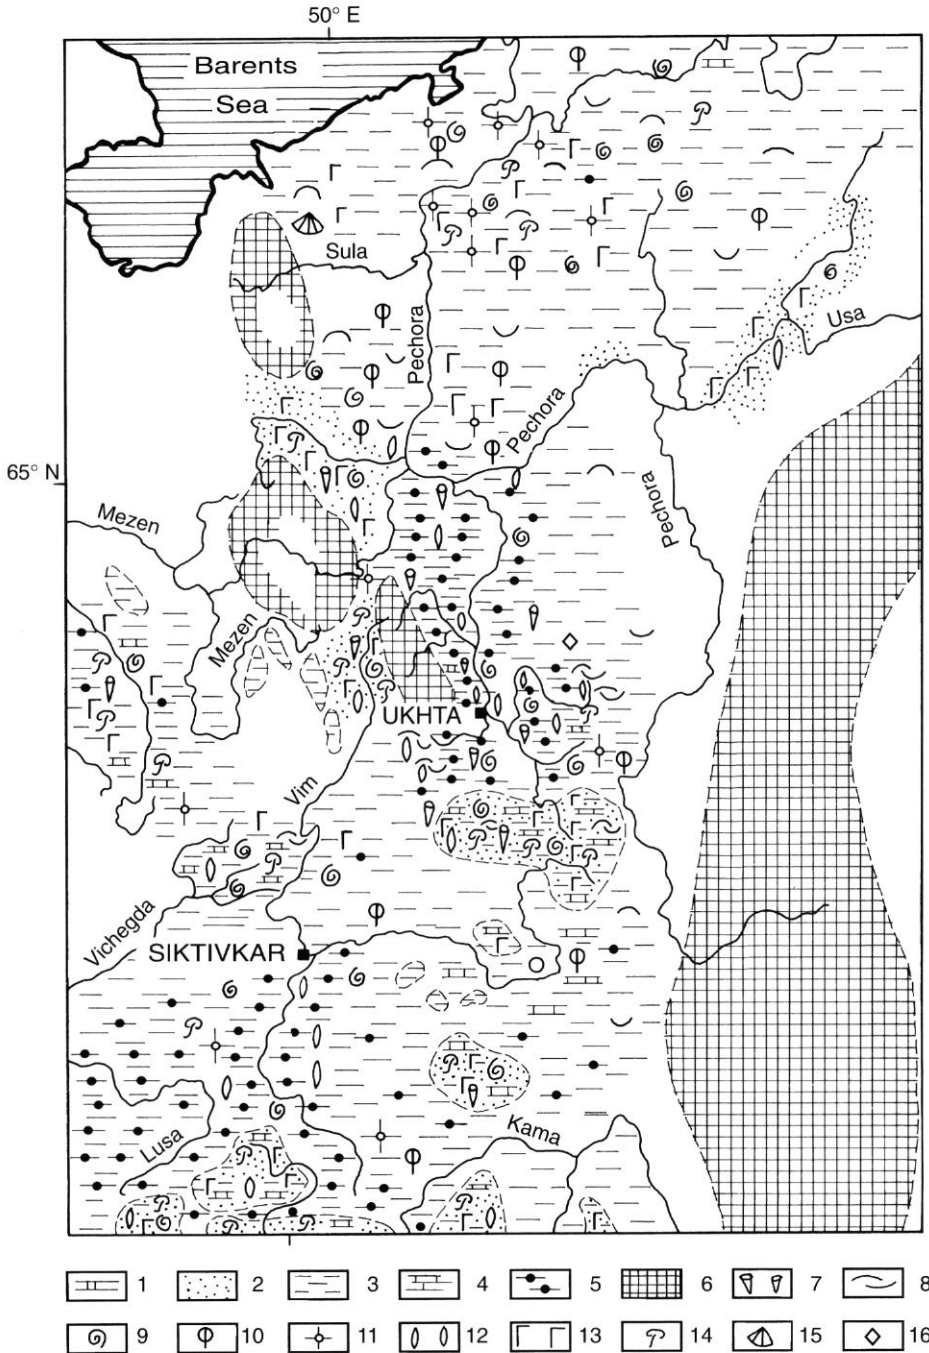 50° E
Barents
Sea
Sula
Pechora
Usa
Pechora
65° N
Mezen
Pechora
Mezen
UKHTA
Vim
Vichegda
SIKTIVKAR
Lusa
Kama
1 2 3 4 5 6 7 8
9 10 11 12 13 14 15 16